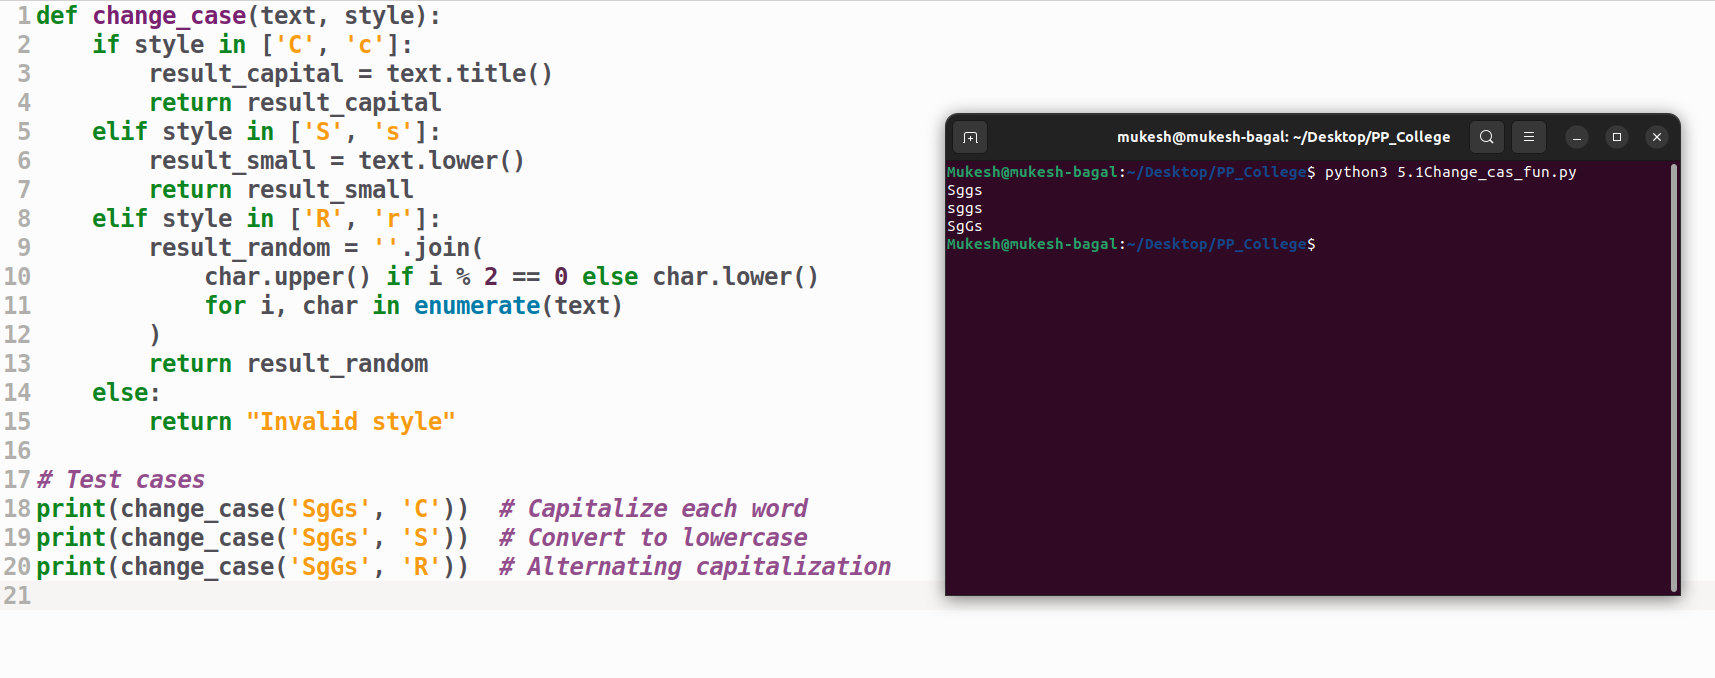 1 def change_case(text, style):
2     if style in ['C', 'c']:
3         result_capital = text.title()
4         return result_capital
5     elif style in ['S', 's']:
6         result_small = text.lower()
7         return result_small
8     elif style in ['R', 'r']:
9         result_random = ''.join(
10             char.upper() if i % 2 == 0 else char.lower()
11             for i, char in enumerate(text)
12         )
13         return result_random
14     else:
15         return "Invalid style"
16
17 # Test cases
18 print(change_case('SgGs', 'C'))  # Capitalize each word
19 print(change_case('SgGs', 'S'))  # Convert to lowercase
20 print(change_case('SgGs', 'R'))  # Alternating capitalization
21
mukesh@mukesh-bagal: ~/Desktop/PP_College
Mukesh@mukesh-bagal:~/Desktop/PP_College$ python3 5.1Change_cas_fun.py
Sggs
sggs
SgGs
Mukesh@mukesh-bagal:~/Desktop/PP_College$